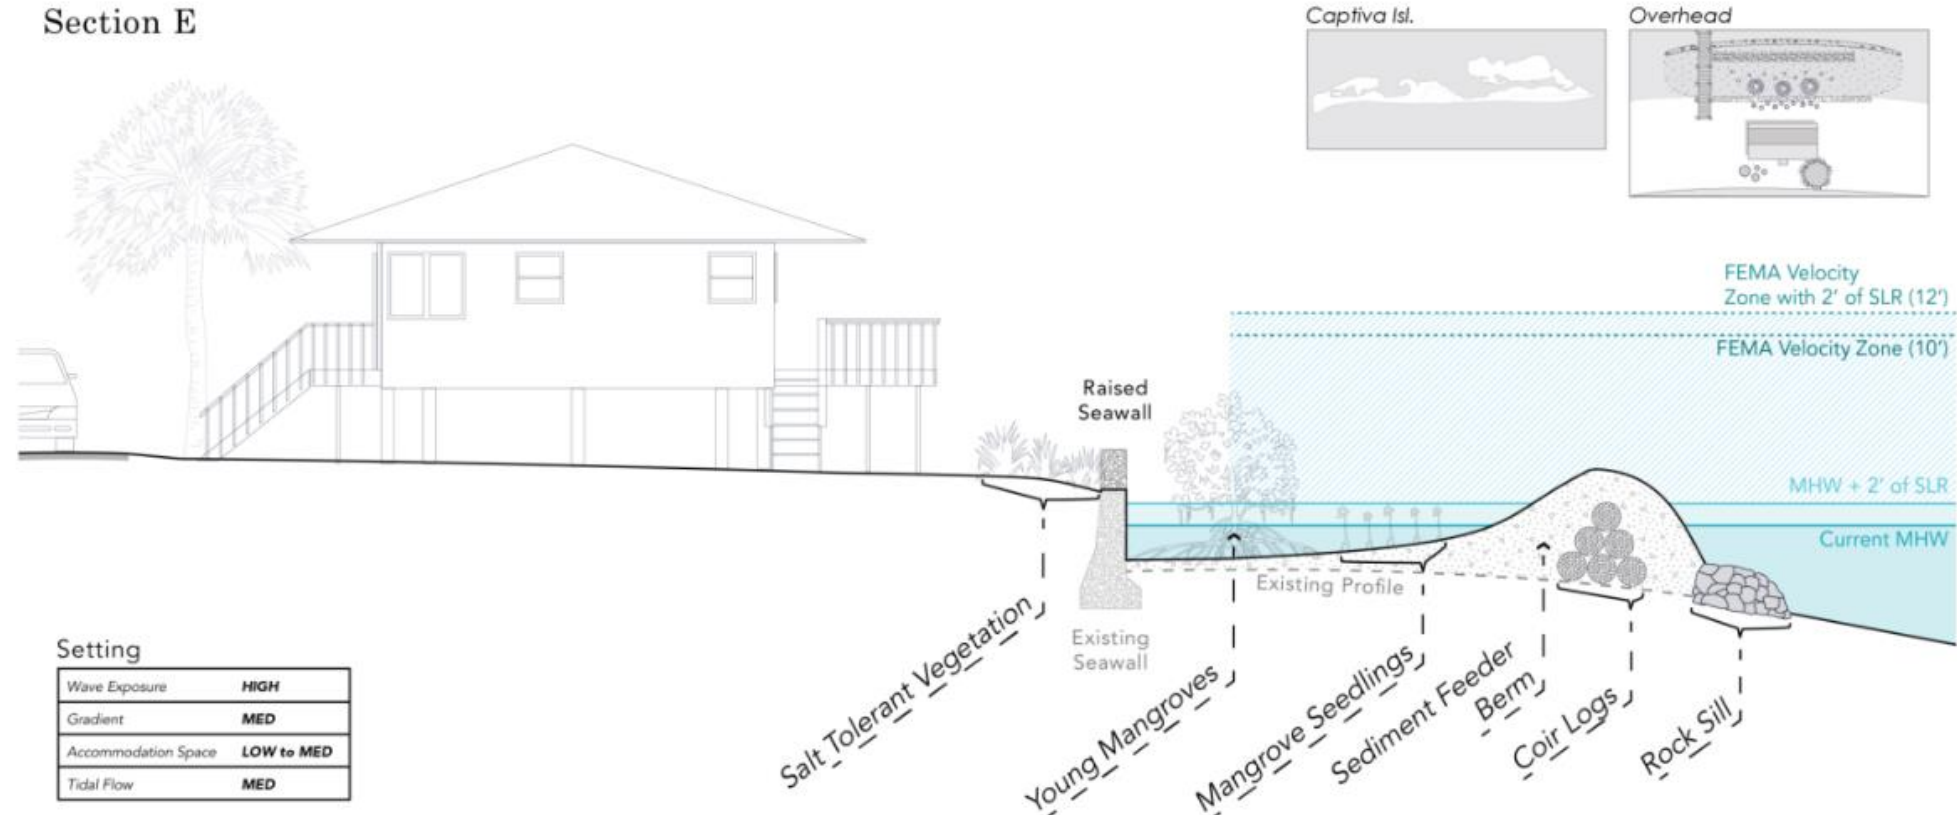 Section E
Captiva Isl.
Overhead
FEMA Velocity
Zone with 2' of SLR (12')
FEMA Velocity Zone (10')
Raised
Seawall
MHW + 2' of SLR
Current MHW
Existing Profile
Existing
Seawall
Salt Tolerant Vegetation
Young Mangroves
Mangrove Seedlings
Sediment Feeder
Berm
Coir Logs
Rock Sill
Setting
Wave Exposure HIGH
Gradient MED
Accommodation Space LOW to MED
Tidal Flow MED